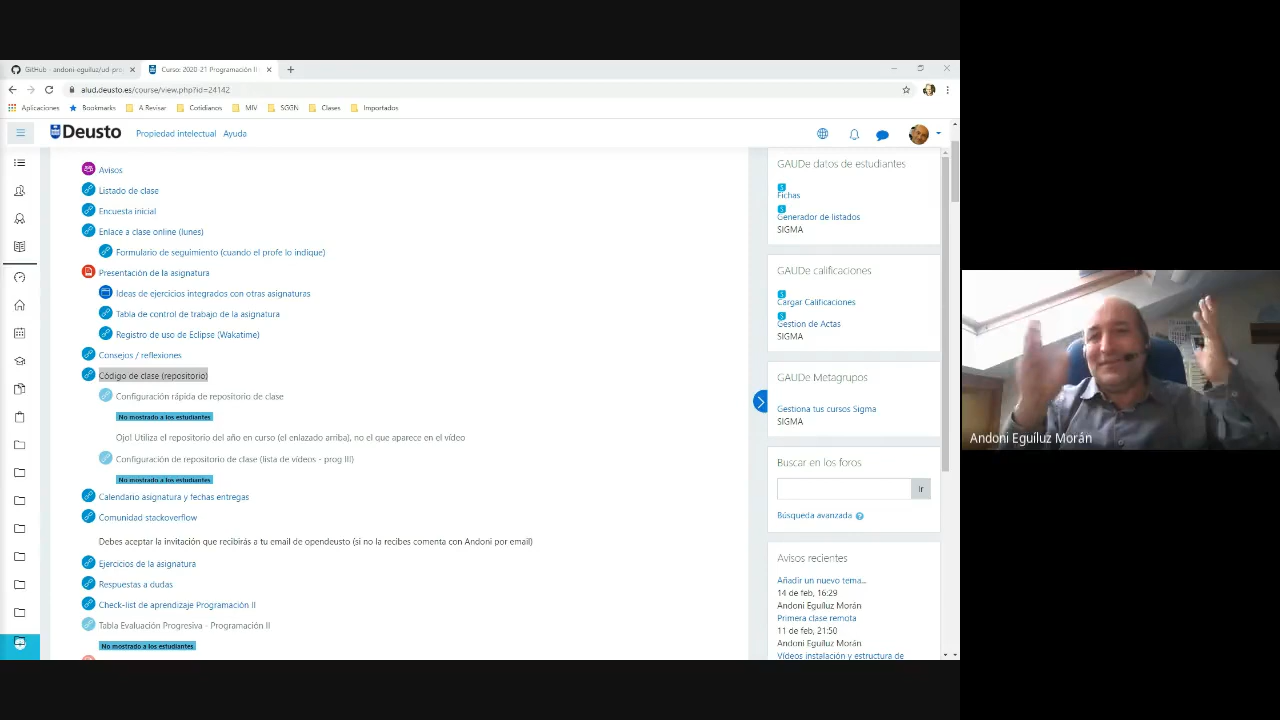 GitHub - andoni-eguiluz/ud-pro
Curso: 2020-21 Programación II
alud.deusto.es/course/view.php?id=24142
Aplicaciones
Bookmarks
A Revisar
Cotidianos
MIV
SGGN
Clases
Importados
Deusto
Propiedad intelectual
Ayuda
Avisos
Listado de clase
Encuesta inicial
Enlace a clase online (lunes)
Formulario de seguimiento (cuando el profe lo indique)
Presentación de la asignatura
Ideas de ejercicios integrados con otras asignaturas
Tabla de control de trabajo de la asignatura
Registro de uso de Eclipse (Wakatime)
Consejos / reflexiones
Código de clase (repositorio)
Configuración rápida de repositorio de clase
No mostrado a los estudiantes
Ojo! Utiliza el repositorio del año en curso (el enlazado arriba), no el que aparece en el vídeo
Configuración de repositorio de clase (lista de vídeos - prog III)
No mostrado a los estudiantes
Calendario asignatura y fechas entregas
Comunidad stackoverflow
Debes aceptar la invitación que recibirás a tu email de opendeusto (si no la recibes comenta con Andoni por email)
Ejercicios de la asignatura
Respuestas a dudas
Check-list de aprendizaje Programación II
Tabla Evaluación Progresiva - Programación II
No mostrado a los estudiantes
GAUDe datos de estudiantes
Fichas
Generador de listados
SIGMA
GAUDe calificaciones
Cargar Calificaciones
Gestion de Actas
SIGMA
GAUDe Metagrupos
Gestiona tus cursos Sigma
SIGMA
Buscar en los foros
Ir
Búsqueda avanzada
Avisos recientes
Añadir un nuevo tema...
14 de feb, 16:29
Andoni Eguíluz Morán
Primera clase remota
11 de feb, 21:50
Andoni Eguíluz Morán
Vídeos instalación y estructura de
Andoni Eguíluz Morán